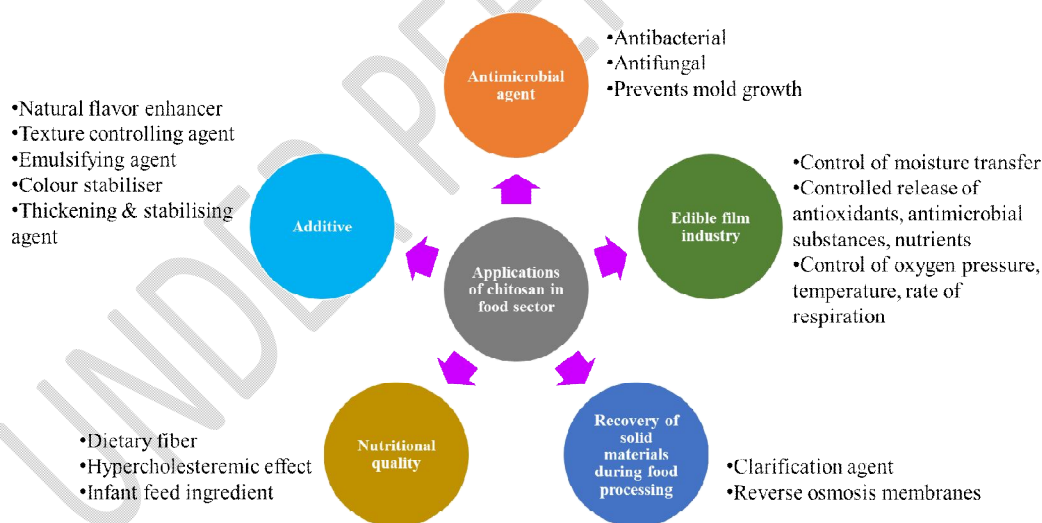 Antimicrobial
agent
•Antibacterial
•Antifungal
•Prevents mold growth
•Natural flavor enhancer
•Texture controlling agent
•Emulsifying agent
•Colour stabiliser
•Thickening & stabilising
agent
Additive
Edible film
industry
•Control of moisture transfer
•Controlled release of
antioxidants, antimicrobial
substances, nutrients
•Control of oxygen pressure,
temperature, rate of
respiration
Applications
of chitosan in
food sector
•Dietary fiber
•Hypercholesteremic effect
•Infant feed ingredient
Nutritional
quality
Recovery of
solid
materials
during food
processing
•Clarification agent
•Reverse osmosis membranes
UNDER PE